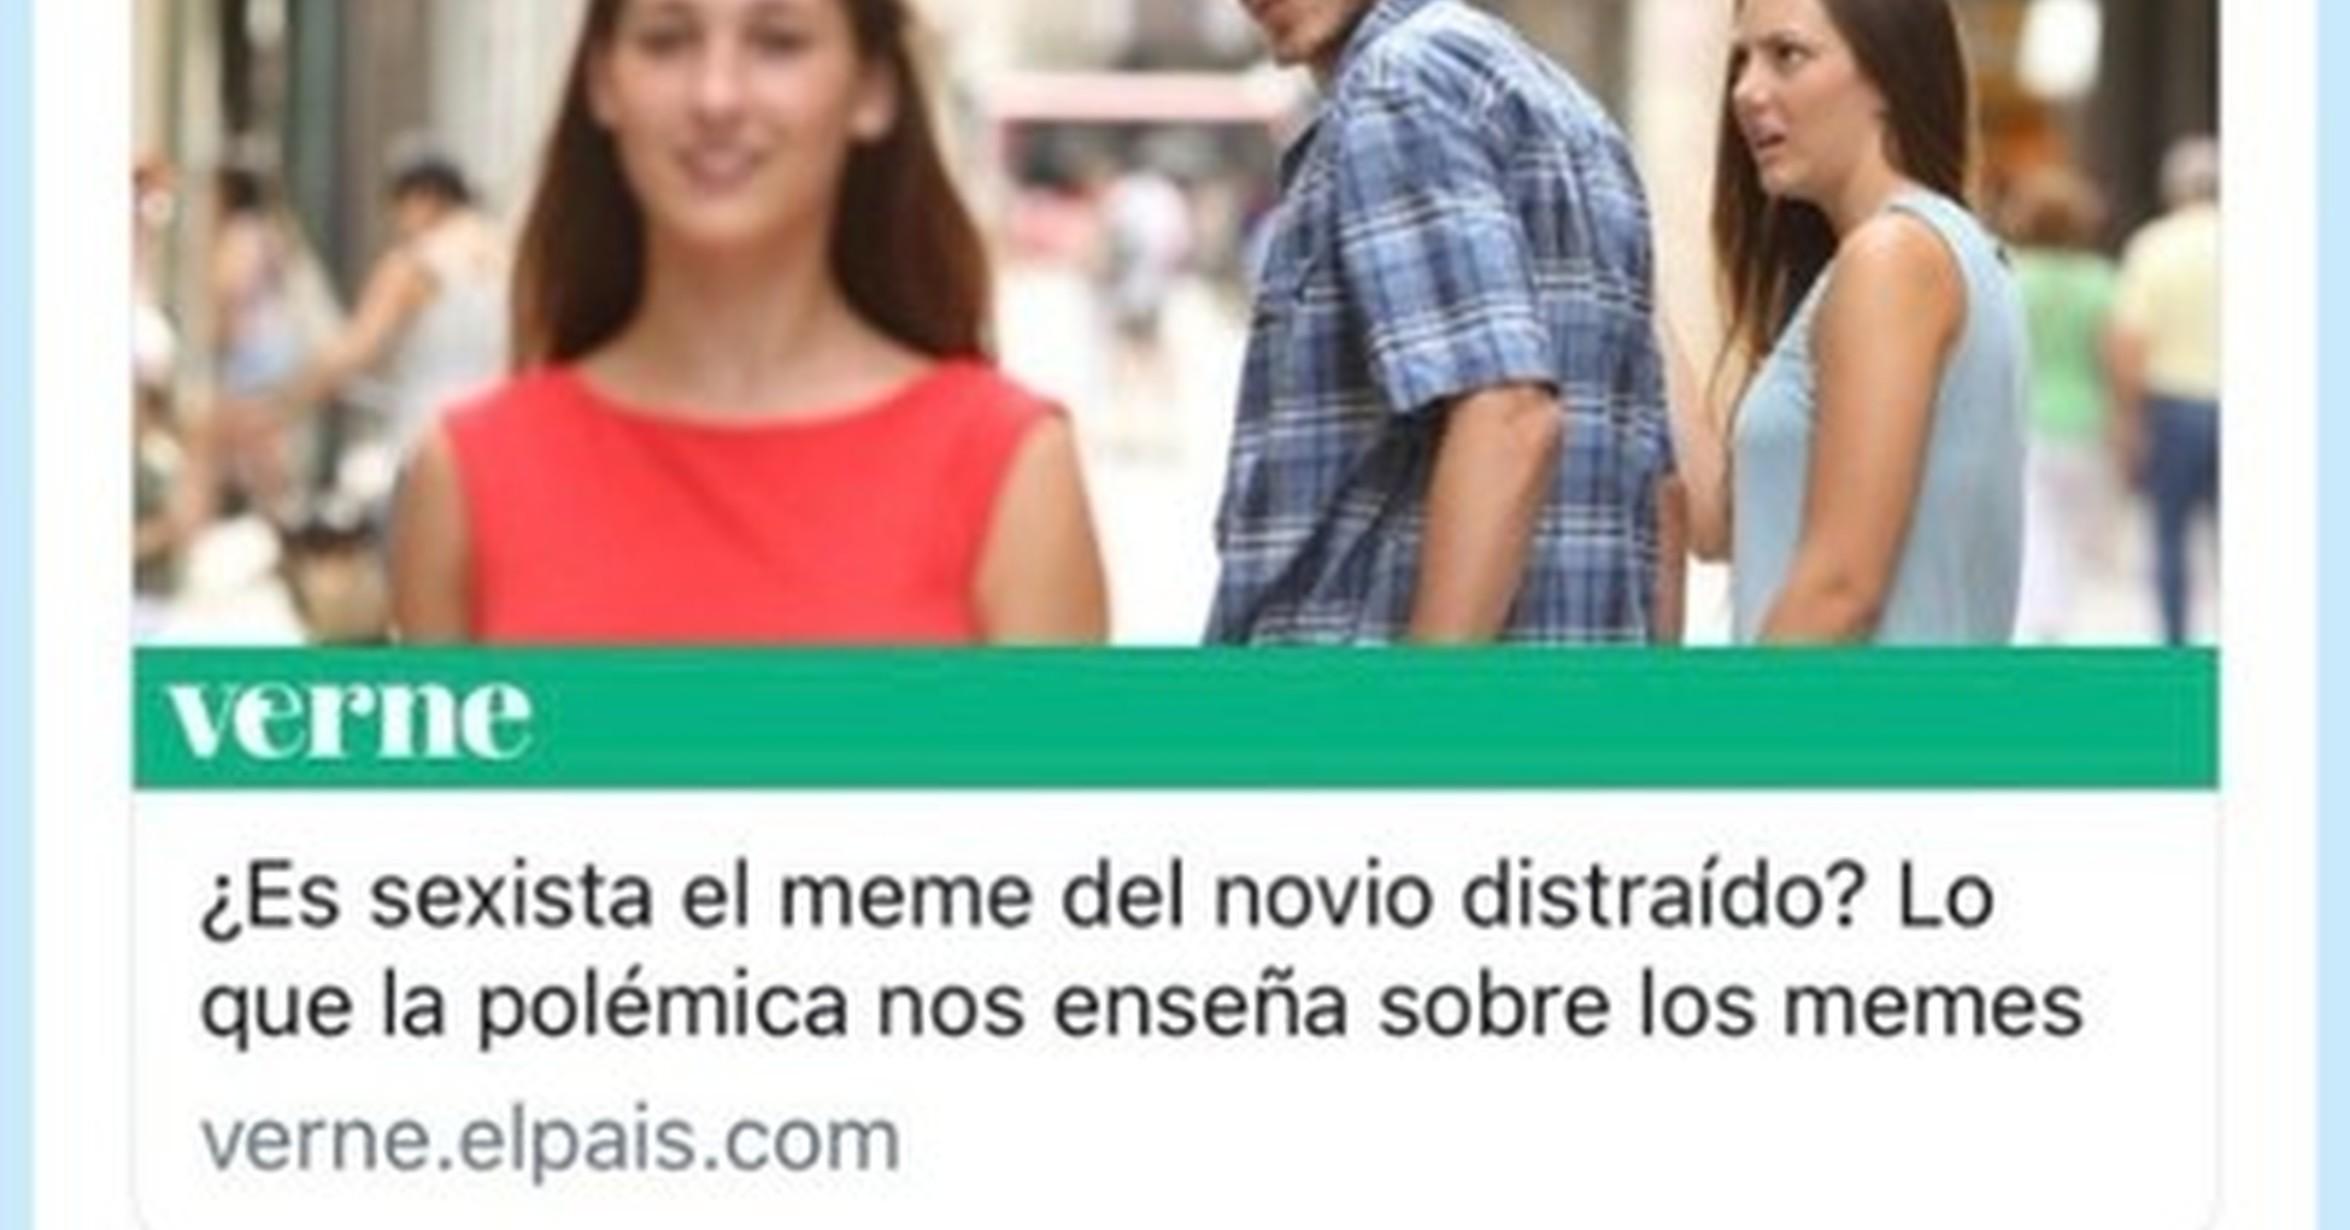 verne
¿Es sexista el meme del novio distraído? Lo
que la polémica nos enseña sobre los memes
verne.elpais.com